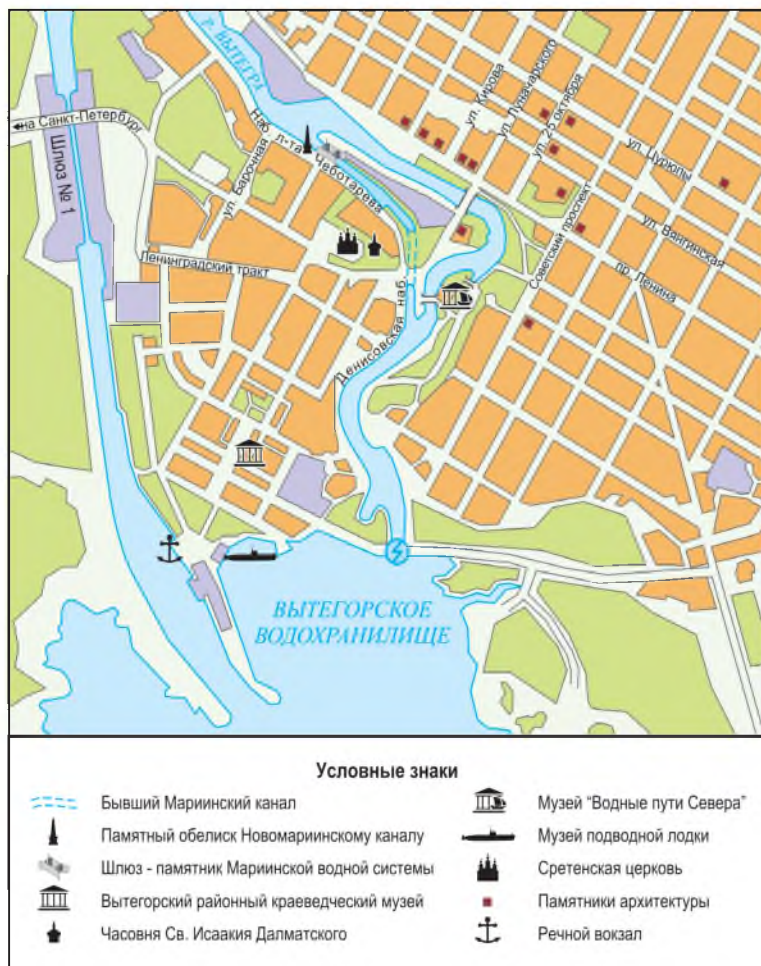 Р. ВЫТЕГРА
на Санкт-Петербург
Шлюз № 1
Наб. л-та Чеботарева
ул. Барочная
ул. Кирова
ул. Луначарского
ул. 25 октября
ул. Цурюпы
ул. Вянгинская
пр. Ленина
Советский проспект
Ленинградский тракт
Денисовская наб.
ВЫТЕГОРСКОЕ
ВОДОХРАНИЛИЩЕ
Условные знаки
Бывший Мариинский канал
Памятный обелиск Новомариинскому каналу
Шлюз - памятник Мариинской водной системы
Вытегорский районный краеведческий музей
Часовня Св. Исаакия Далматского
Музей "Водные пути Севера"
Музей подводной лодки
Сретенская церковь
Памятники архитектуры
Речной вокзал